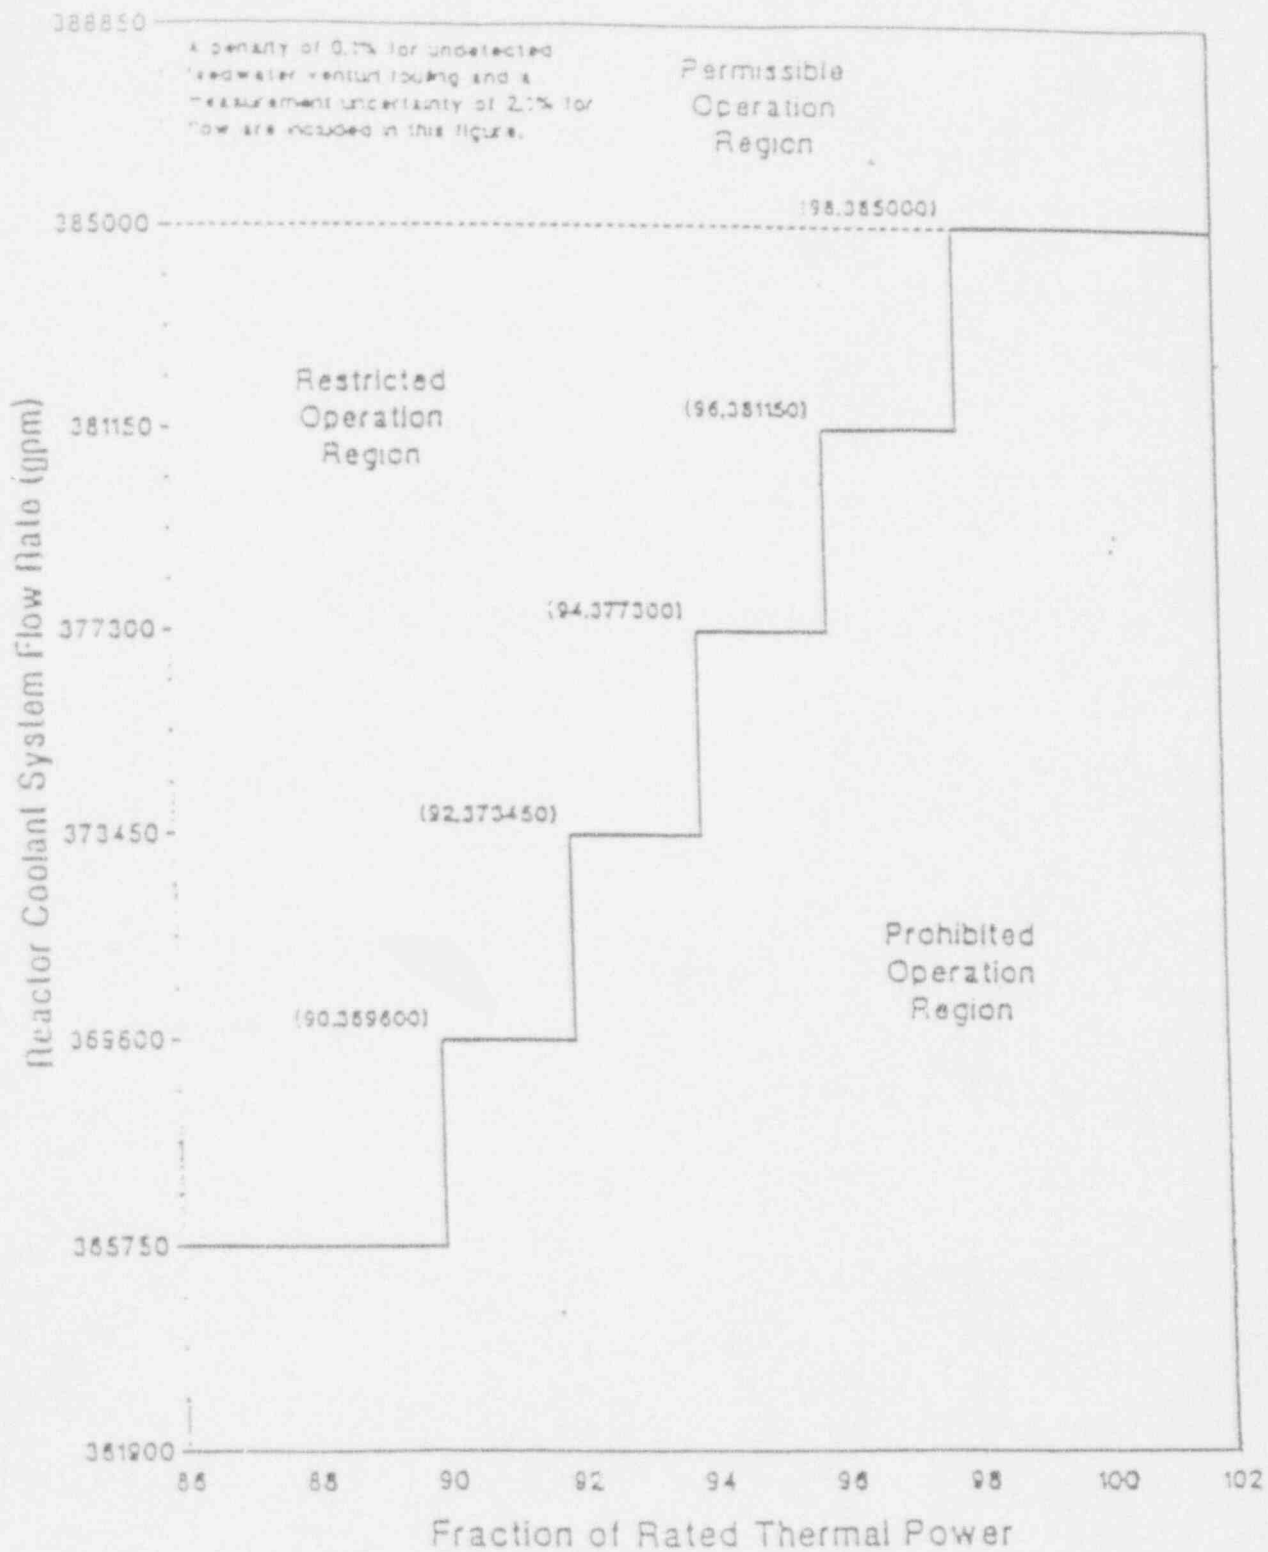 388850
A penalty of 0.1% for undetected
feedwater venturi fouling and a
measurement uncertainty of 2.1% for
flow are included in this figure.
Permissible
Operation
Region
385000
(98,385000)
Restricted
Operation
Region
381150
(96,381150)
377300
(94,377300)
373450
(92,373450)
Prohibited
Operation
Region
369600
(90,369600)
365750
361900
86 88 90 92 94 96 98 100 102
Fraction of Rated Thermal Power
Reactor Coolant System Flow Rate (gpm)